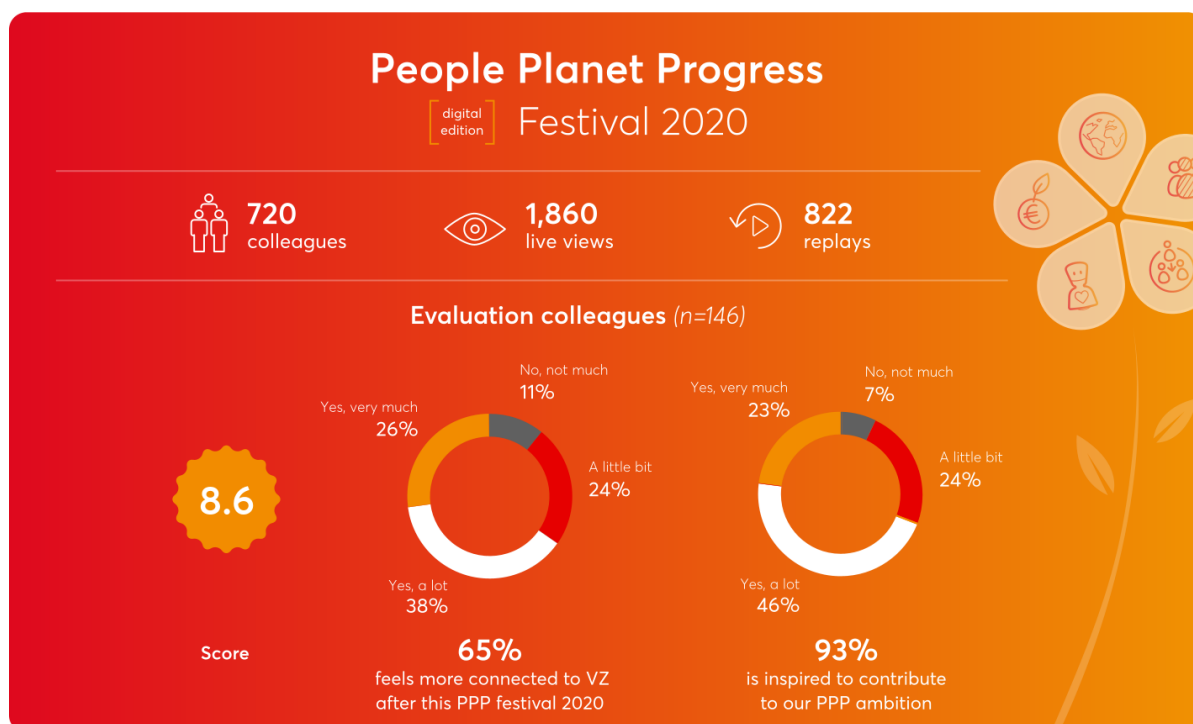 People Planet Progress
digital
edition
Festival 2020
720
colleagues
1,860
live views
822
replays
€
Evaluation colleagues (n=146)
No, not much
11%
Yes, very much
26%
A little bit
24%
Yes, a lot
38%
No, not much
7%
Yes, very much
23%
A little bit
24%
Yes, a lot
46%
8.6
Score
65%
feels more connected to VZ
after this PPP festival 2020
93%
is inspired to contribute
to our PPP ambition